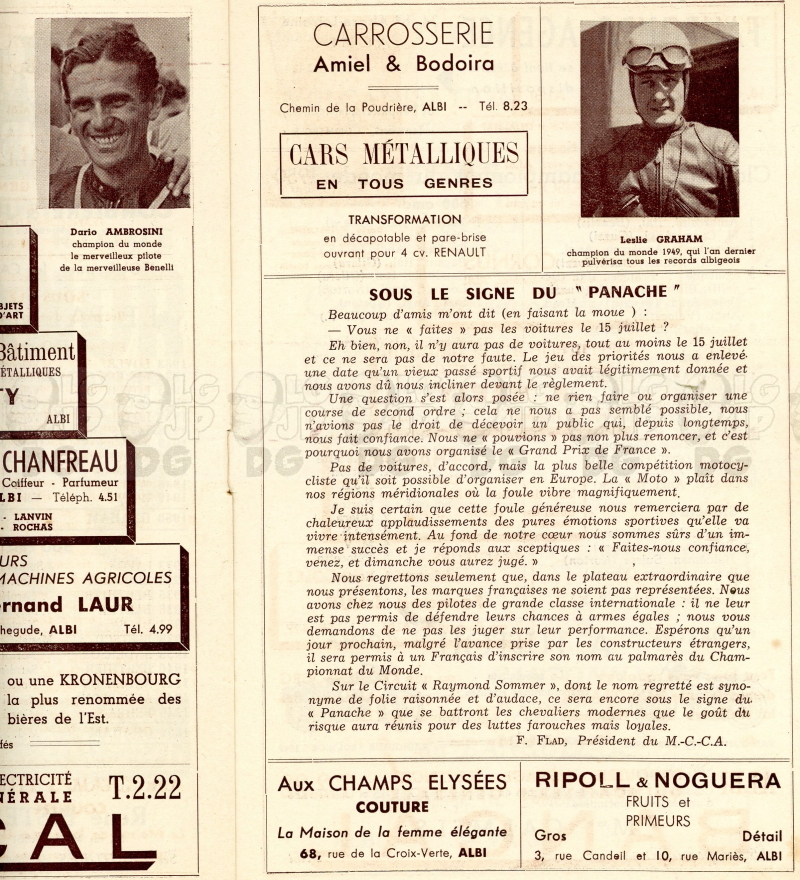 Dario AMBROSINI
champion du monde
le merveilleux pilote
de la merveilleuse Benelli
BJETS
D'ART
Bâtiment
ÉTALLIQUES
TY
ALBI
CHANFREAU
Coiffeur - Parfumeur
LBI — Téléph. 4.51
- LANVIN
- ROCHAS
URS
MACHINES AGRICOLES
ernand LAUR
hegude, ALBI Tél. 4.99
ou une KRONENBOURG
la plus renommée des
bières de l'Est.
fés
ECTRICITÉ
NÉRALE
T.2.22
CAL
CARROSSERIE
Amiel & Bodoira
Chemin de la Poudrière, ALBI -- Tél. 8.23
CARS MÉTALLIQUES
EN TOUS GENRES
TRANSFORMATION
en décapotable et pare-brise
ouvrant pour 4 cv. RENAULT
Leslie GRAHAM
champion du monde 1949, qui l'an dernier
pulvérisa tous les records albigeois
SOUS LE SIGNE DU " PANACHE "
Beaucoup d'amis m'ont dit (en faisant la moue ) :
— Vous ne « faites » pas les voitures le 15 juillet ?
Eh bien, non, il n'y aura pas de voitures, tout au moins le 15 juillet
et ce ne sera pas de notre faute. Le jeu des priorités nous a enlevé
une date qu'un vieux passé sportif nous avait légitimement donnée et
nous avons dû nous incliner devant le règlement.
Une question s'est alors posée : ne rien faire ou organiser une
course de second ordre ; cela ne nous a pas semblé possible, nous
n'avions pas le droit de décevoir un public qui, depuis longtemps,
nous fait confiance. Nous ne « pouvions » pas non plus renoncer, et c'est
pourquoi nous avons organisé le « Grand Prix de France ».
Pas de voitures, d'accord, mais la plus belle compétition motocy-
cliste qu'il soit possible d'organiser en Europe. La « Moto » plaît dans
nos régions méridionales où la foule vibre magnifiquement.
Je suis certain que cette foule généreuse nous remerciera par de
chaleureux applaudissements des pures émotions sportives qu'elle va
vivre intensément. Au fond de notre cœur nous sommes sûrs d'un im-
mense succès et je réponds aux sceptiques : « Faites-nous confiance,
venez, et dimanche vous aurez jugé. »
Nous regrettons seulement que, dans le plateau extraordinaire que
nous présentons, les marques françaises ne soient pas représentées. Nous
avons chez nous des pilotes de grande classe internationale : il ne leur
est pas permis de défendre leurs chances à armes égales ; nous vous
demandons de ne pas les juger sur leur performance. Espérons qu'un
jour prochain, malgré l'avance prise par les constructeurs étrangers,
il sera permis à un Français d'inscrire son nom au palmarès du Cham-
pionnat du Monde.
Sur le Circuit « Raymond Sommer », dont le nom regretté est syno-
nyme de folie raisonnée et d'audace, ce sera encore sous le signe du
« Panache » que se battront les chevaliers modernes que le goût du
risque aura réunis pour des luttes farouches mais loyales.
F. FLAD, Président du M.-C.-C.A.
Aux CHAMPS ELYSÉES
COUTURE
La Maison de la femme élégante
68, rue de la Croix-Verte, ALBI
RIPOLL & NOGUERA
FRUITS et
PRIMEURS
Gros Détail
3, rue Candeil et 10, rue Mariès, ALBI